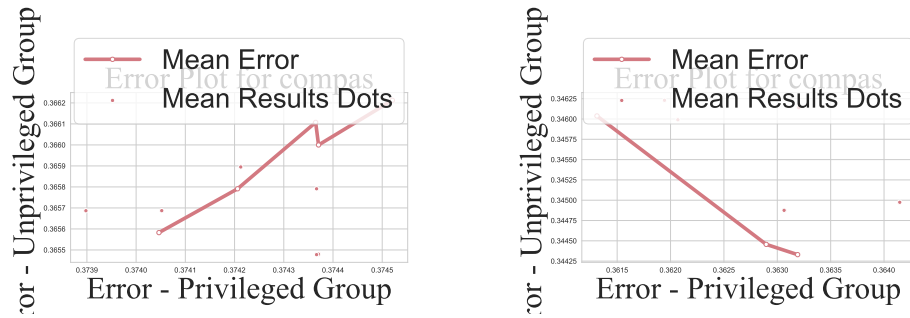 Error Plot for compas
Mean Error
Mean Results Dots
0.3662
0.3661
0.3660
0.3659
0.3658
0.3657
0.3656
0.3655
0.3739 0.3740 0.3741 0.3742 0.3743 0.3744 0.3745
Error - Privileged Group
ror - Unprivileged Group
Error Plot for compas
Mean Error
Mean Results Dots
0.34625
0.34600
0.34575
0.34550
0.34525
0.34500
0.34475
0.34450
0.34425
0.3615 0.3620 0.3625 0.3630 0.3635 0.3640
Error - Privileged Group
ror - Unprivileged Group